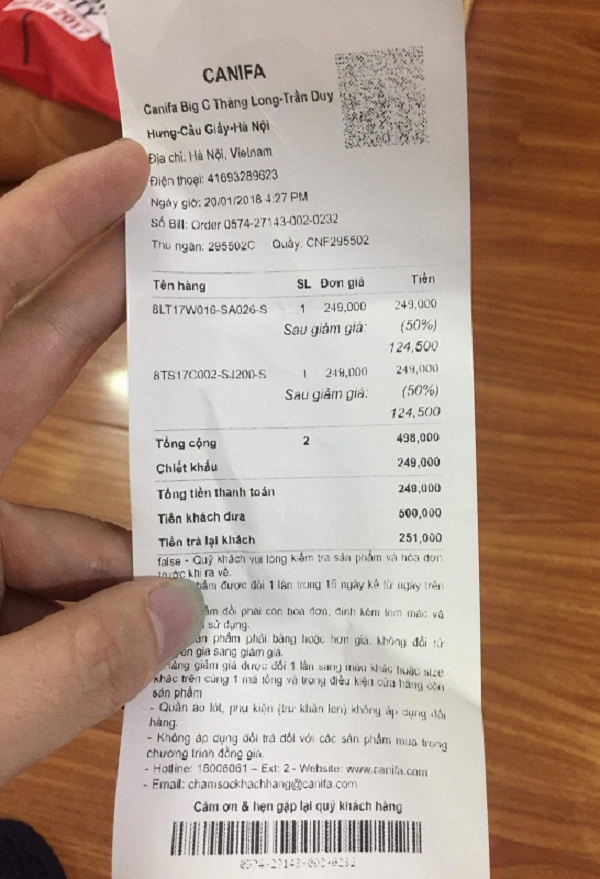 2017
CANIFA
Canifa Big C Thăng Long-Trần Duy
Hưng-Cầu Giấy-Hà Nội
Địa chỉ: Hà Nội, Vietnam
Điện thoại: 41693289623
Ngày giờ: 20/01/2018 4:27 PM
Số Bill: Order 0574-27143-002-0232
Thu ngân: 295502C Quầy: CNF295502
Tên hàng SL Đơn giá Tiền
8LT17W016-SA026-S 1 249,000 249,000
Sau giảm giá: (50%)
124,500
8TS17C002-SJ200-S 1 249,000 249,000
Sau giảm giá: (50%)
124,500
Tổng cộng 2 498,000
Chiết khấu 249,000
Tổng tiền thanh toán 249,000
Tiền khách đưa 500,000
Tiền trả lại khách 251,000
false - Quý khách vui lòng kiểm tra sản phẩm và hóa đơn
trước khi ra về.
phẩm được đổi 1 lần trong 15 ngày kể từ ngày trên
phẩm đổi phải còn hóa đơn, đính kèm tem mác và
sử dụng.
phẩm phải bằng hoặc hơn giá, không đổi từ
giá sang giảm giá.
hàng giảm giá được đổi 1 lần sang màu khác hoặc size
khác trên cùng 1 mã tổng và trong điều kiện cửa hàng còn
sản phẩm
- Quần áo lót, phụ kiện (trừ khăn len) không áp dụng đổi
hàng.
- Không áp dụng đổi trả đối với các sản phẩm mua trong
chương trình đồng giá.
- Hotline: 18006061 – Ext: 2 - Website: www.canifa.com
- Email: chamsockhachhang@canifa.com
Cảm ơn & hẹn gặp lại quý khách hàng
0574-27143-002-0232